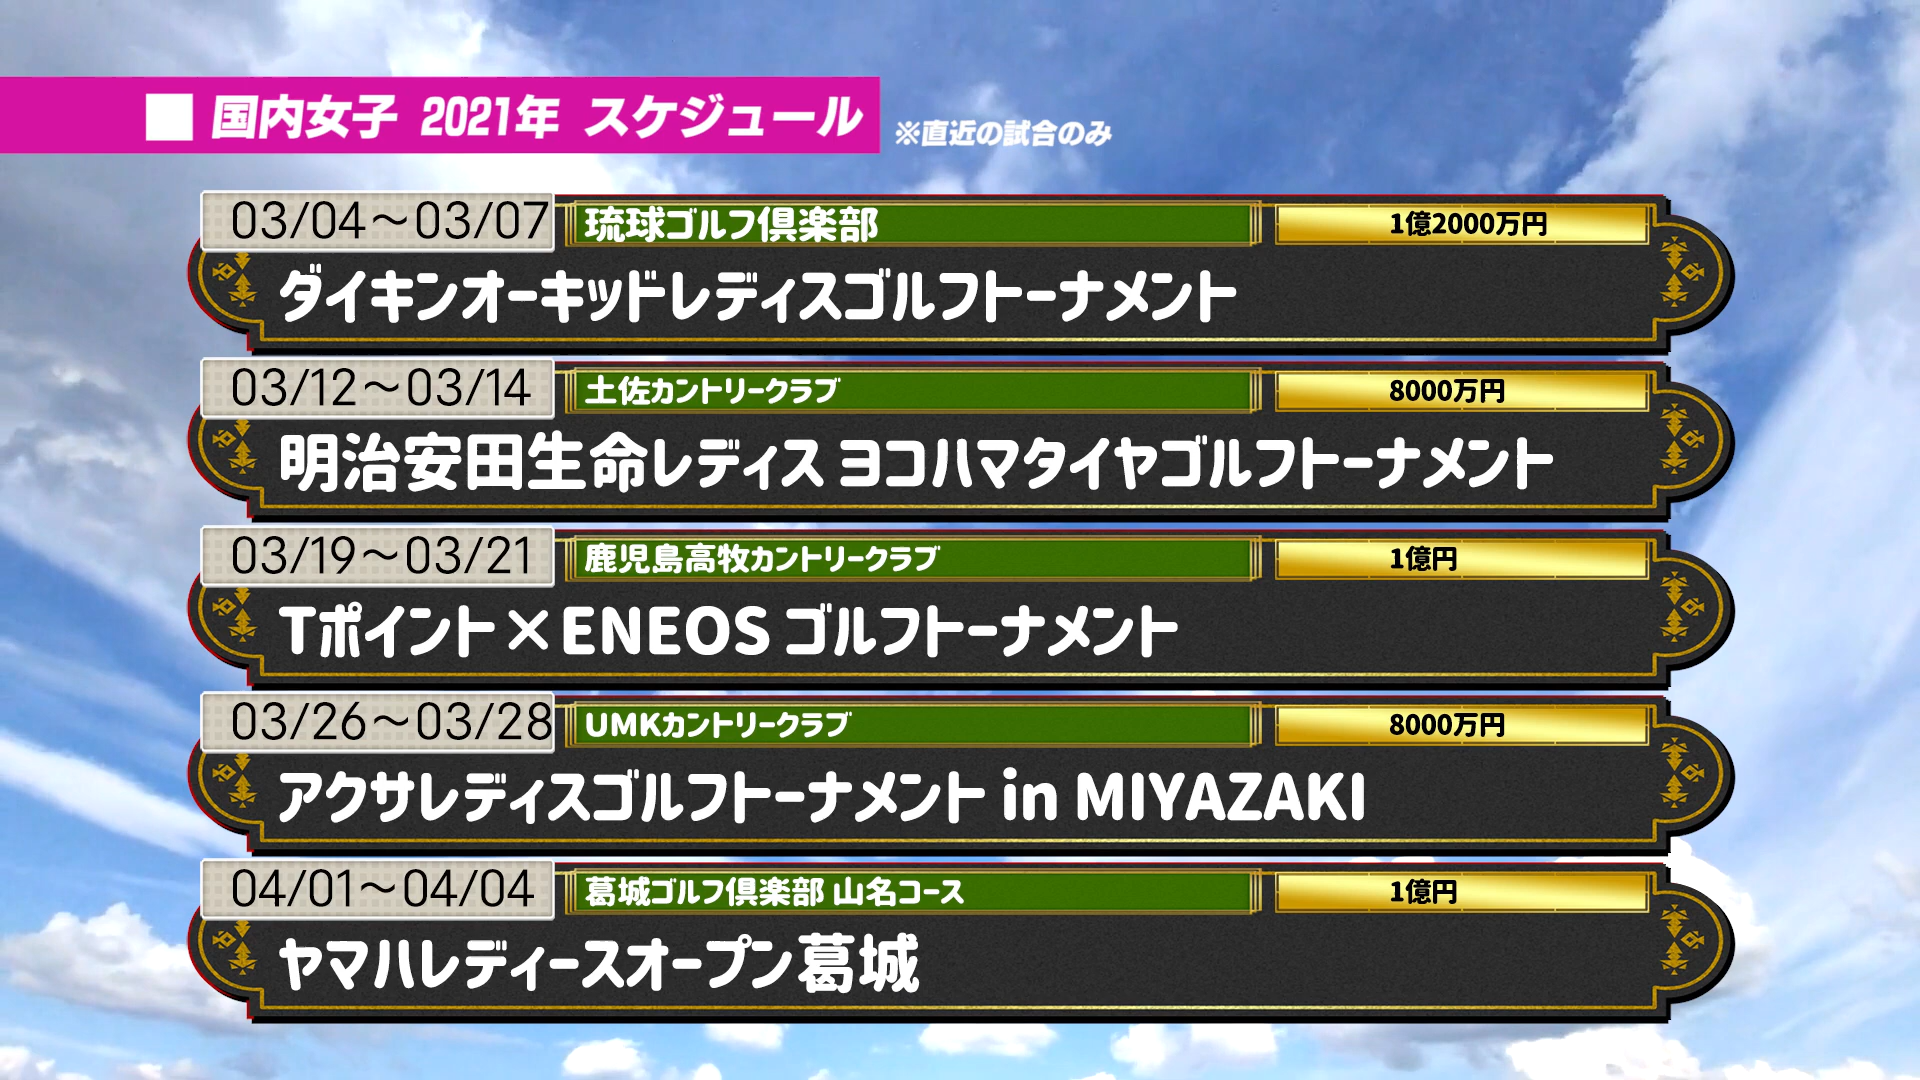 ■ 国内女子 2021年 スケジュール
※直近の試合のみ
03/04～03/07 琉球ゴルフ倶楽部 1億2000万円
ダイキンオーキッドレディスゴルフトーナメント
03/12～03/14 土佐カントリークラブ 8000万円
明治安田生命レディス ヨコハマタイヤゴルフトーナメント
03/19～03/21 鹿児島高牧カントリークラブ 1億円
Tポイント×ENEOS ゴルフトーナメント
03/26～03/28 UMKカントリークラブ 8000万円
アクサレディスゴルフトーナメント in MIYAZAKI
04/01～04/04 葛城ゴルフ倶楽部 山名コース 1億円
ヤマハレディースオープン葛城